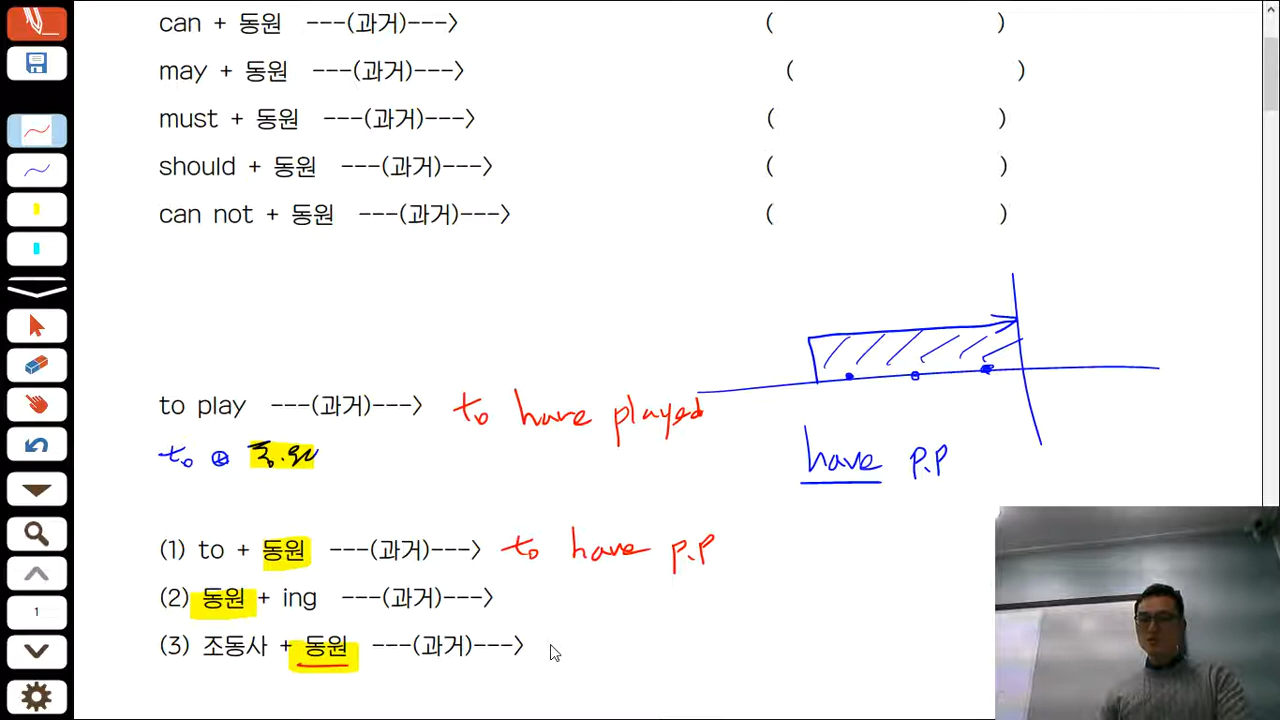 can + 동원 ---(과거)---> ( )
may + 동원 ---(과거)---> ( )
must + 동원 ---(과거)---> ( )
should + 동원 ---(과거)---> ( )
can not + 동원 ---(과거)---> ( )
to play ---(과거)---> to have played
to 동.원
have p.p
(1) to + 동원 ---(과거)---> to have p.p
(2) 동원 + ing ---(과거)--->
(3) 조동사 + 동원 ---(과거)--->
1